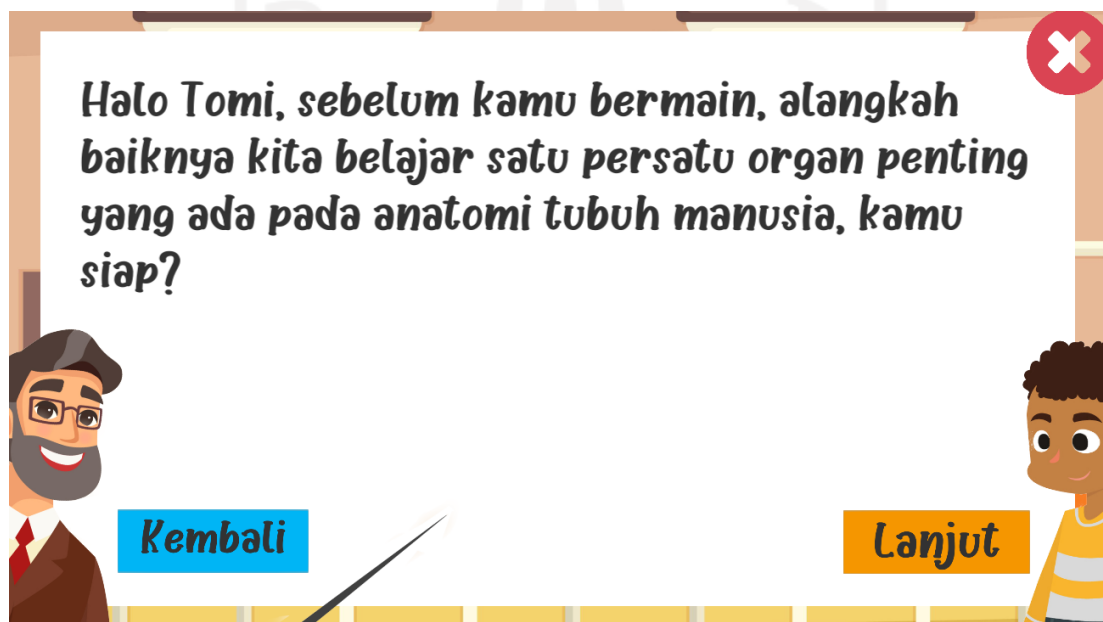 Halo Tomi, sebelum kamu bermain, alangkah
baiknya kita belajar satu persatu organ penting
yang ada pada anatomi tubuh manusia, kamu
siap?
Kembali
Lanjut